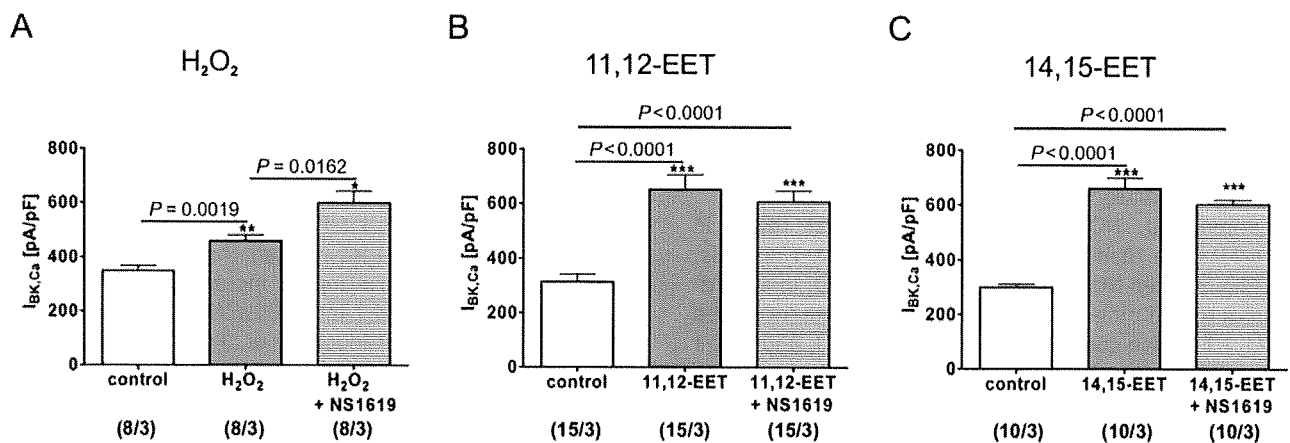 A
H₂O₂
P = 0.0162
*
P = 0.0019
**
I_BK,Ca [pA/pF]
800
600
400
200
0
control
H₂O₂
H₂O₂
+ NS1619
(8/3)
(8/3)
(8/3)
B
11,12-EET
P<0.0001
P<0.0001
***
***
I_BK,Ca [pA/pF]
800
600
400
200
0
control
11,12-EET
11,12-EET
+ NS1619
(15/3)
(15/3)
(15/3)
C
14,15-EET
P<0.0001
P<0.0001
***
***
I_BK,Ca [pA/pF]
800
600
400
200
0
control
14,15-EET
14,15-EET
+ NS1619
(10/3)
(10/3)
(10/3)